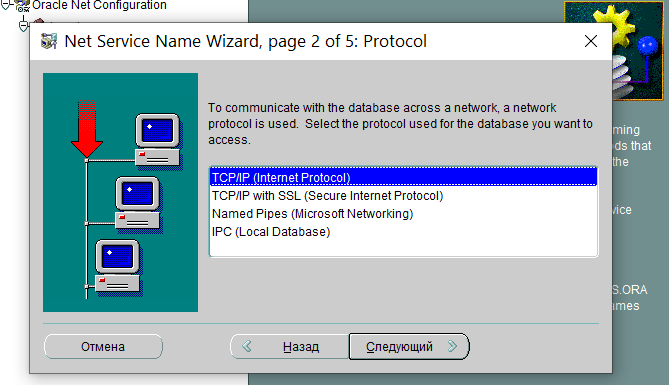 Oracle Net Configuration
Net Service Name Wizard, page 2 of 5: Protocol
To communicate with the database across a network, a network
protocol is used. Select the protocol used for the database you want to
access.
TCP/IP (Internet Protocol)
TCP/IP with SSL (Secure Internet Protocol)
Named Pipes (Microsoft Networking)
IPC (Local Database)
Отмена
Назад
Следующий
ming
ds that
the
vice
S.ORA
ames